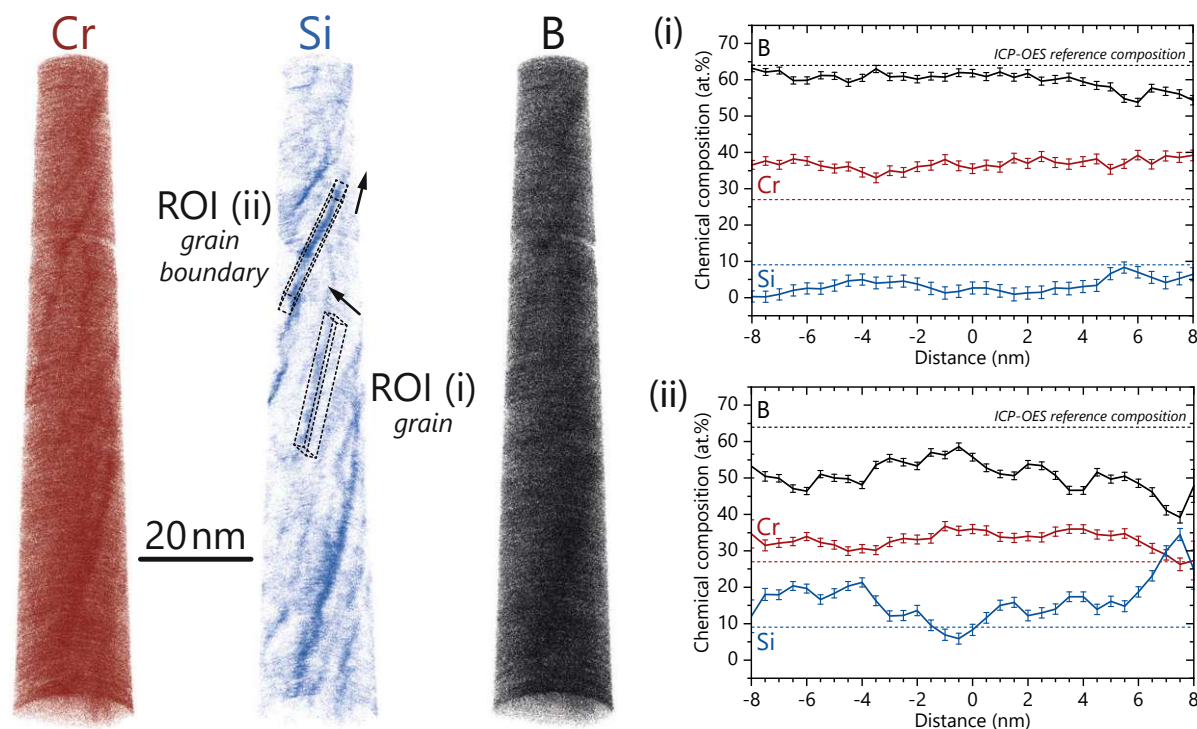 Cr
Si
B
ROI (ii)
grain
boundary
ROI (i)
grain
20 nm
(i)
Chemical composition (at.%)
70
60
50
40
30
20
10
0
B
ICP-OES reference composition
Cr
Si
-8
-6
-4
-2
0
2
4
6
8
Distance (nm)
(ii)
Chemical composition (at.%)
70
60
50
40
30
20
10
0
B
ICP-OES reference composition
Cr
Si
-8
-6
-4
-2
0
2
4
6
8
Distance (nm)